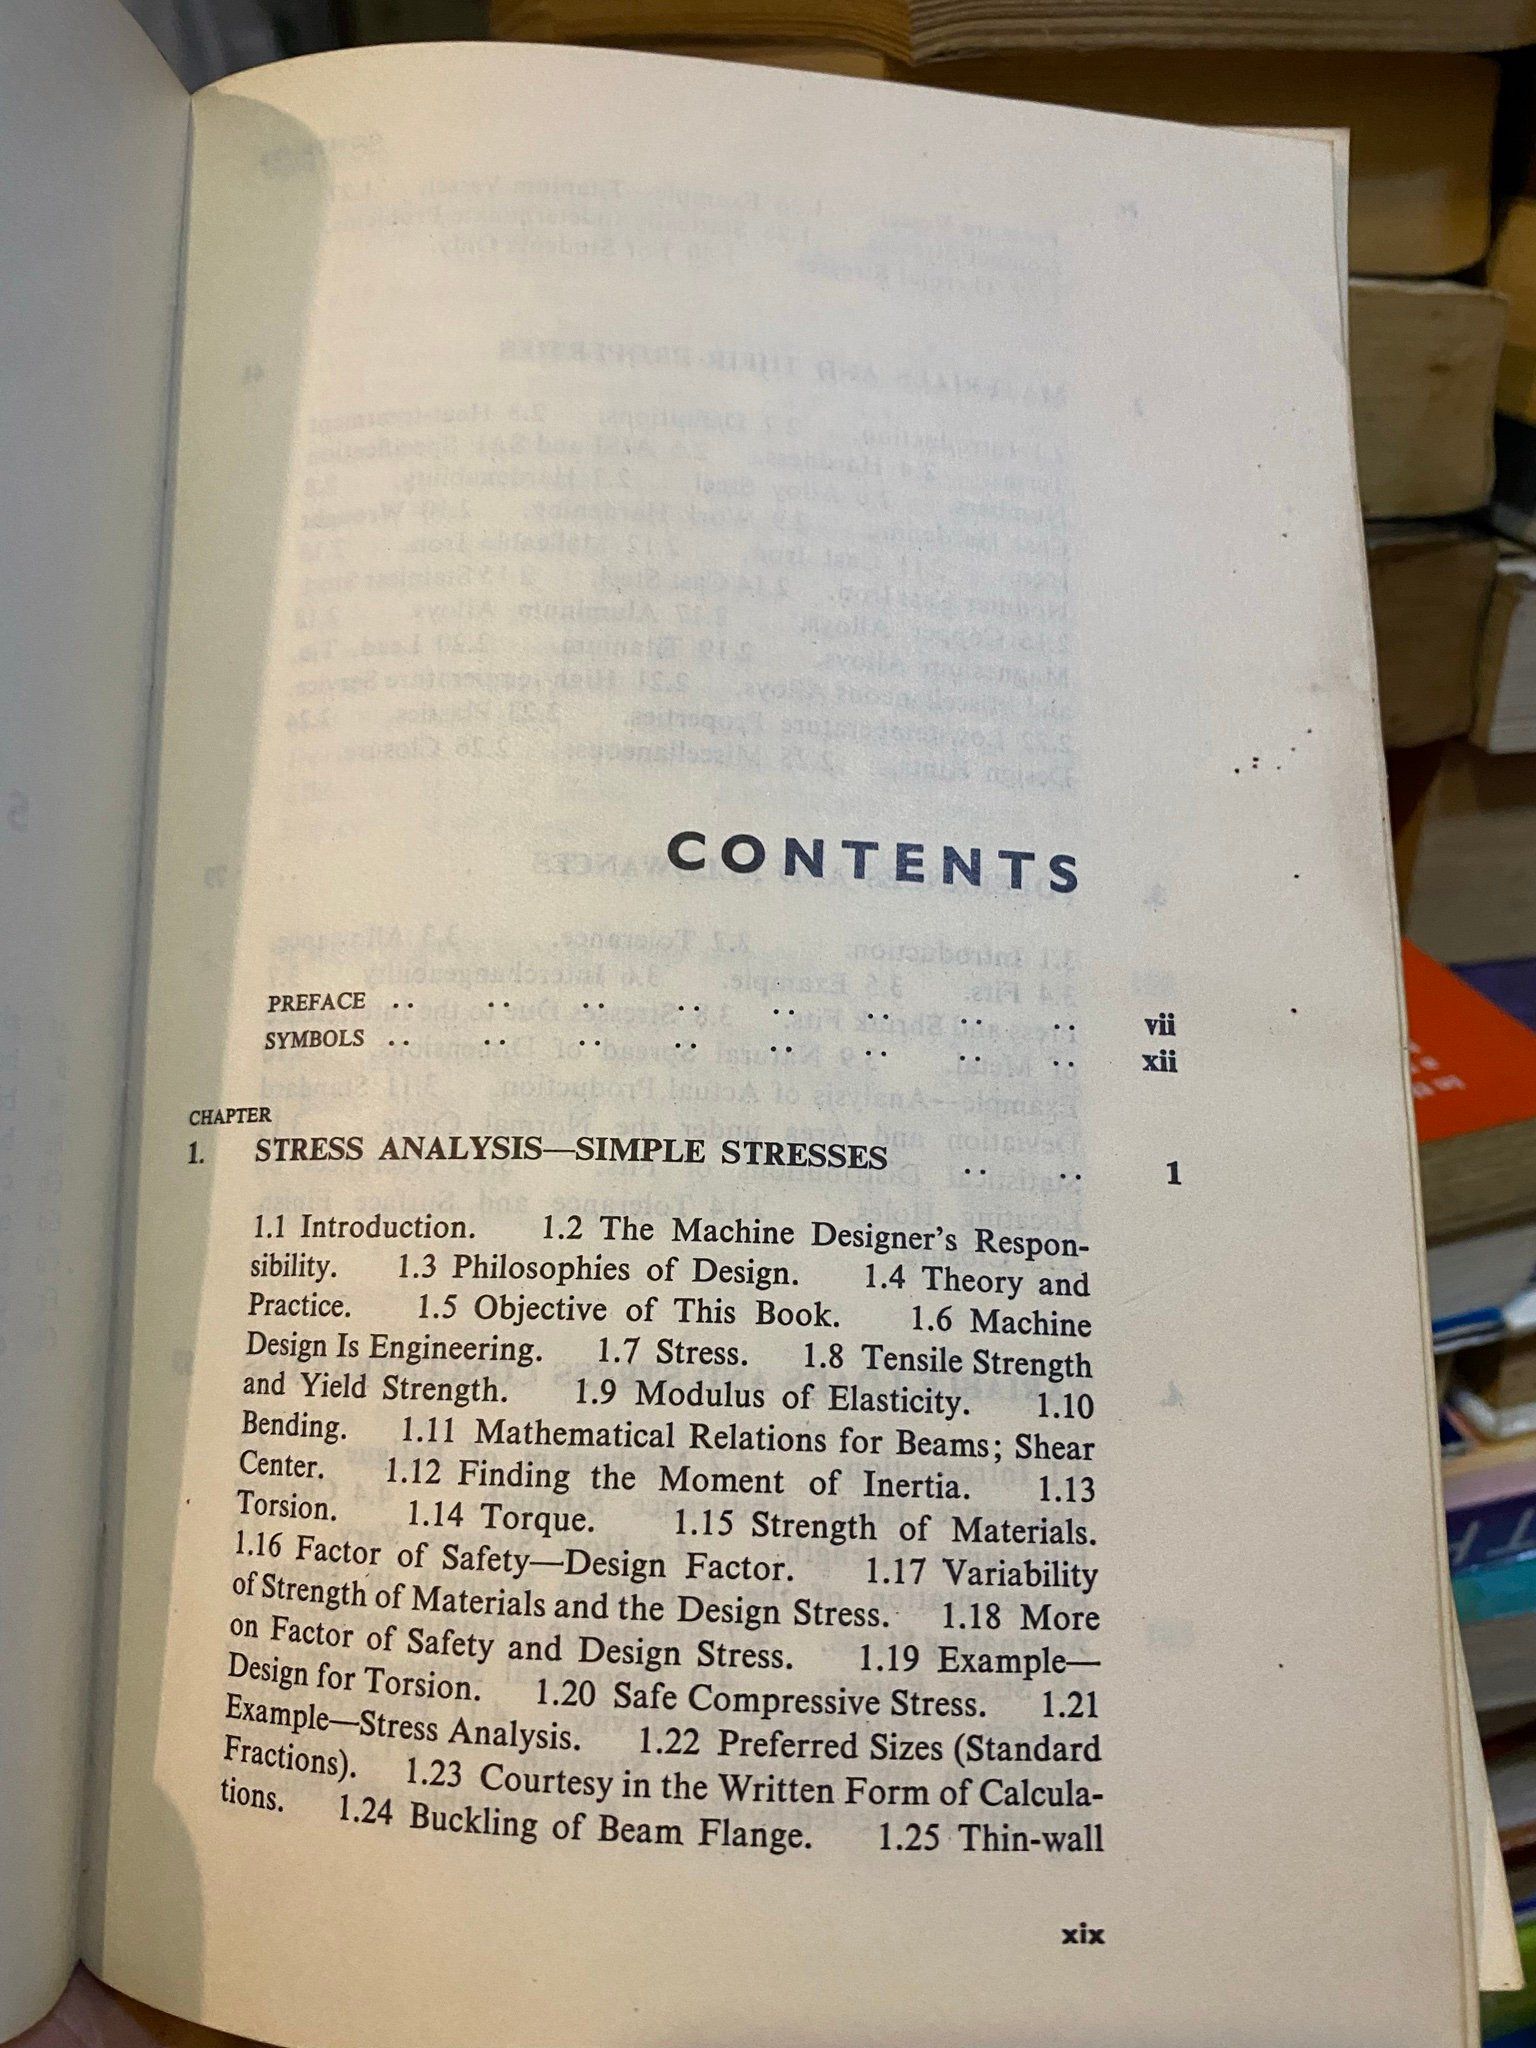 CONTENTS
PREFACE .. .. .. .. .. .. .. .. vii
SYMBOLS .. .. .. .. .. .. .. .. xii
CHAPTER
1. STRESS ANALYSIS—SIMPLE STRESSES .. .. 1
1.1 Introduction. 1.2 The Machine Designer's Respon-
sibility. 1.3 Philosophies of Design. 1.4 Theory and
Practice. 1.5 Objective of This Book. 1.6 Machine
Design Is Engineering. 1.7 Stress. 1.8 Tensile Strength
and Yield Strength. 1.9 Modulus of Elasticity. 1.10
Bending. 1.11 Mathematical Relations for Beams; Shear
Center. 1.12 Finding the Moment of Inertia. 1.13
Torsion. 1.14 Torque. 1.15 Strength of Materials.
1.16 Factor of Safety—Design Factor. 1.17 Variability
of Strength of Materials and the Design Stress. 1.18 More
on Factor of Safety and Design Stress. 1.19 Example—
Design for Torsion. 1.20 Safe Compressive Stress. 1.21
Example—Stress Analysis. 1.22 Preferred Sizes (Standard
Fractions). 1.23 Courtesy in the Written Form of Calcula-
tions. 1.24 Buckling of Beam Flange. 1.25 Thin-wall
xix